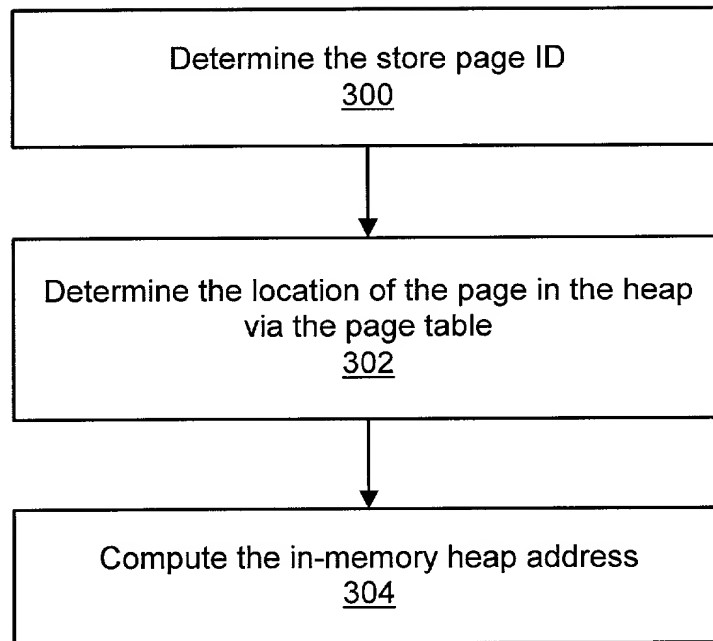 Determine the store page ID
300
Determine the location of the page in the heap
via the page table
302
Compute the in-memory heap address
304